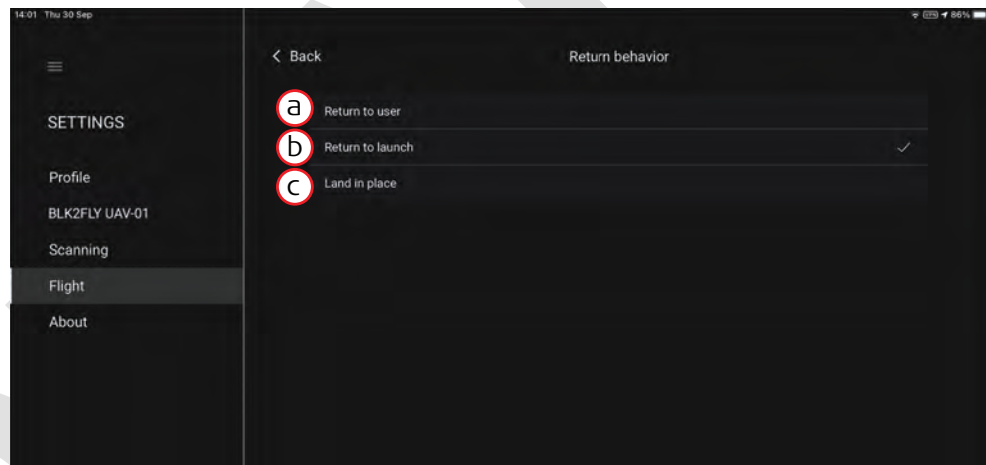 14:01 Thu 30 Sep
VPN 86%
SETTINGS
Profile
BLK2FLY UAV-01
Scanning
Flight
About
Back
Return behavior
a Return to user
b Return to launch
c Land in place